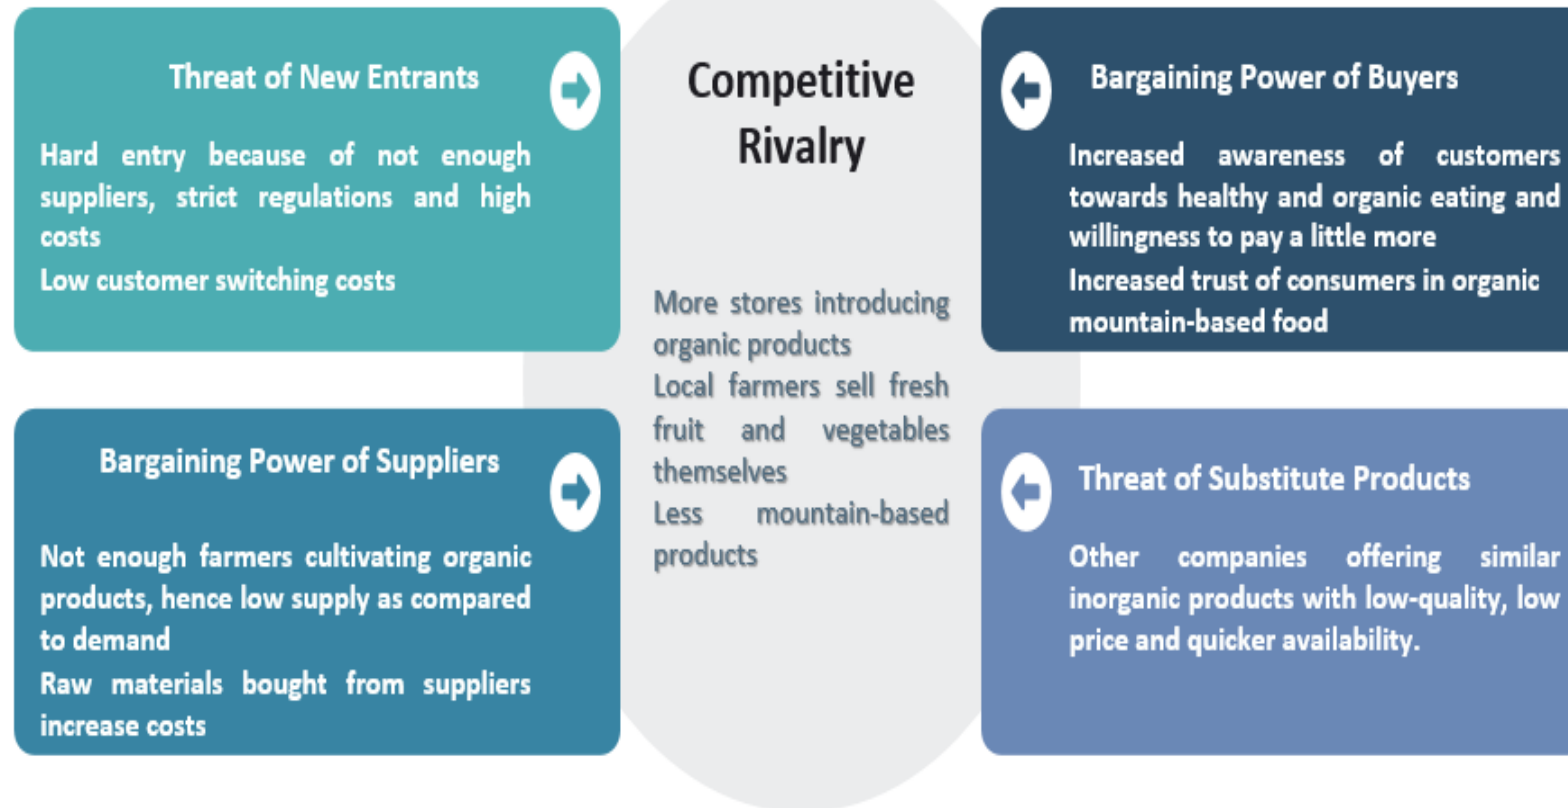 Threat of New Entrants
Hard entry because of not enough
suppliers, strict regulations and high
costs
Low customer switching costs
Bargaining Power of Suppliers
Not enough farmers cultivating organic
products, hence low supply as compared
to demand
Raw materials bought from suppliers
increase costs
Competitive
Rivalry
More stores introducing
organic products
Local farmers sell fresh
fruit and vegetables
themselves
Less mountain-based
products
Bargaining Power of Buyers
Increased awareness of customers
towards healthy and organic eating and
willingness to pay a little more
Increased trust of consumers in organic
mountain-based food
Threat of Substitute Products
Other companies offering similar
inorganic products with low-quality, low
price and quicker availability.